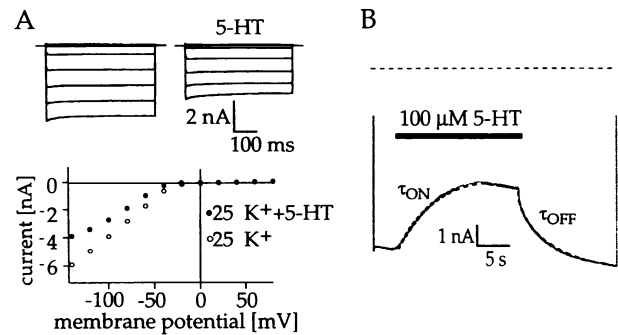 A
5-HT
2 nA
100 ms
current [nA]
0
-2
-4
-6
•25 K⁺+5-HT
○25 K⁺
-100
-50
0
50
membrane potential [mV]
B
100 µM 5-HT
τON
τOFF
1 nA
5 s